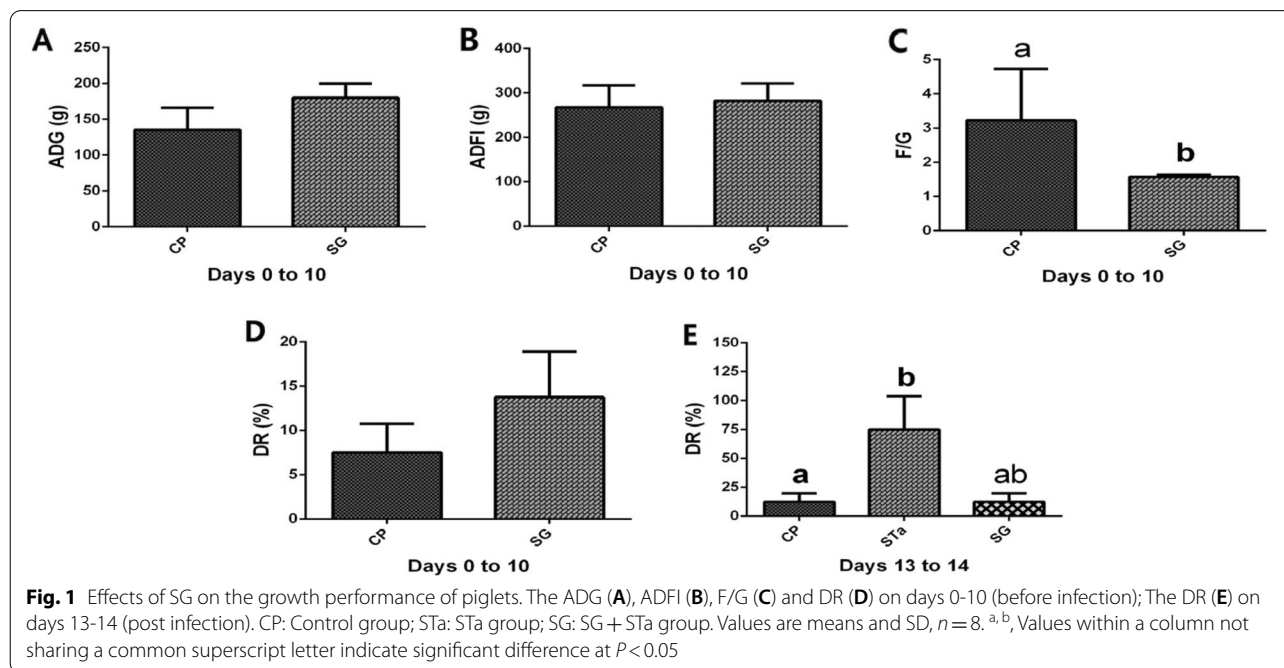 A
ADG (g)
250
200
150
100
50
0
CP
SG
Days 0 to 10
B
ADFI (g)
400
300
200
100
0
CP
SG
Days 0 to 10
C
F/G
5
4
3
2
1
0
a
b
CP
SG
Days 0 to 10
D
DR (%)
20
15
10
5
0
CP
SG
Days 0 to 10
E
DR (%)
150
125
100
75
50
25
0
a
b
ab
CP
STa
SG
Days 13 to 14
Fig. 1 Effects of SG on the growth performance of piglets. The ADG (A), ADFI (B), F/G (C) and DR (D) on days 0-10 (before infection); The DR (E) on
days 13-14 (post infection). CP: Control group; STa: STa group; SG: SG + STa group. Values are means and SD, n = 8. a, b, Values within a column not
sharing a common superscript letter indicate significant difference at P < 0.05